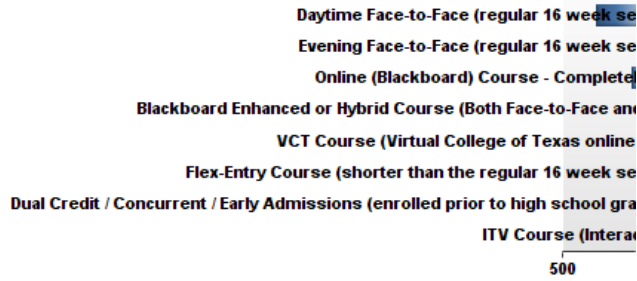 Daytime Face-to-Face (regular 16 week se
Evening Face-to-Face (regular 16 week se
Online (Blackboard) Course - Complete
Blackboard Enhanced or Hybrid Course (Both Face-to-Face and
VCT Course (Virtual College of Texas online
Flex-Entry Course (shorter than the regular 16 week se
Dual Credit / Concurrent / Early Admissions (enrolled prior to high school gra
ITV Course (Interac
500